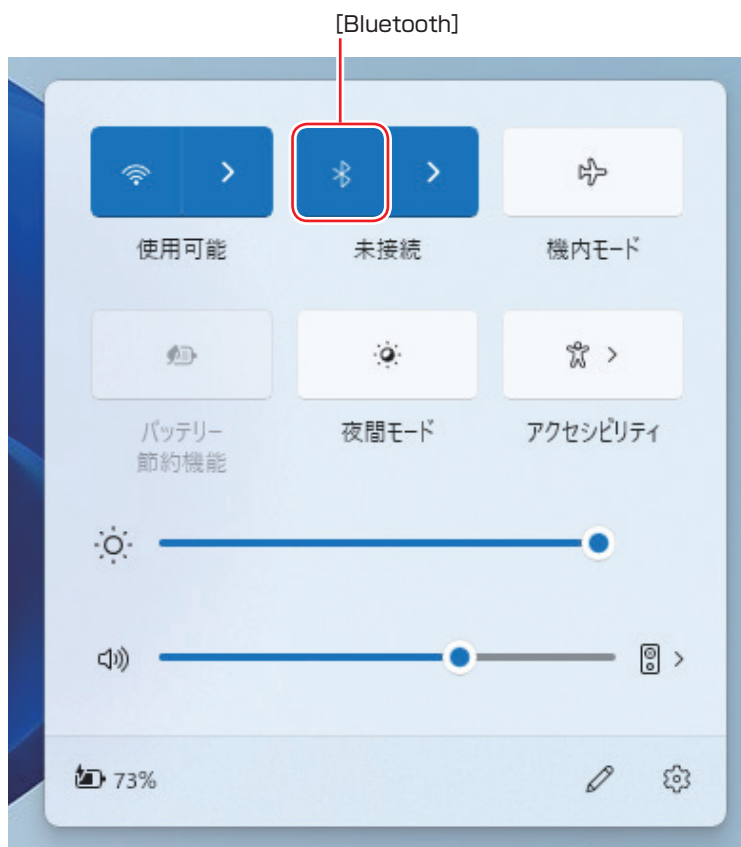 [Bluetooth]
使用可能
未接続
機内モード
バッテリー
節約機能
夜間モード
アクセシビリティ
73%